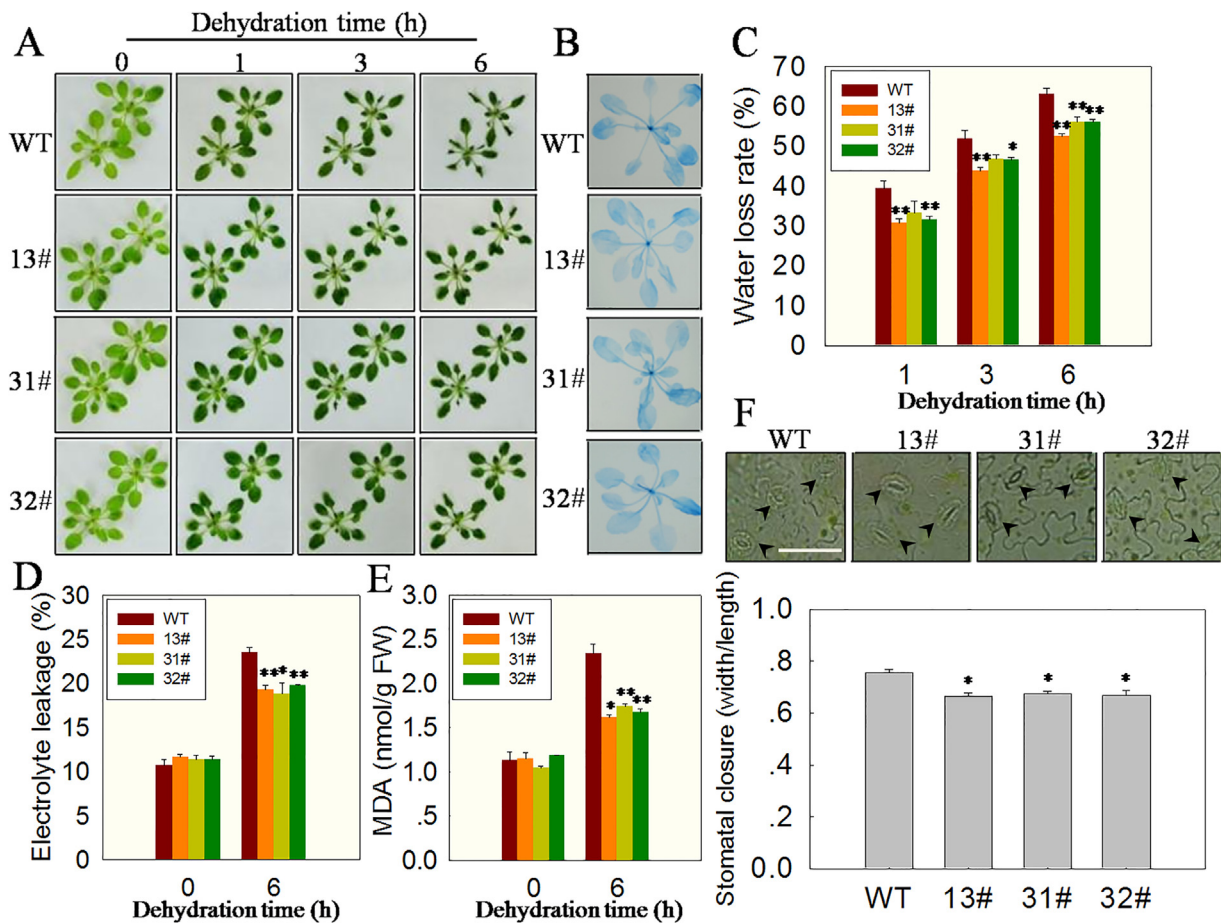 A
Dehydration time (h)
0 1 3 6
WT
13#
31#
32#
B
WT
13#
31#
32#
C
Water loss rate (%)
70
60
50
40
30
20
10
0
WT
13#
31#
32#
** **
** *
** ** **
1 3 6
Dehydration time (h)
F
WT 13# 31# 32#
D
Electrolyte leakage (%)
30
25
20
15
10
5
0
WT
13#
31#
32#
** * **
0 6
Dehydration time (h)
E
MDA (nmol/g FW)
3.0
2.5
2.0
1.5
1.0
.5
0.0
WT
13#
31#
32#
* ** **
0 6
Dehydration time (h)
Stomatal closure (width/length)
1.0
.8
.6
.4
.2
0.0
* * *
WT 13# 31# 32#